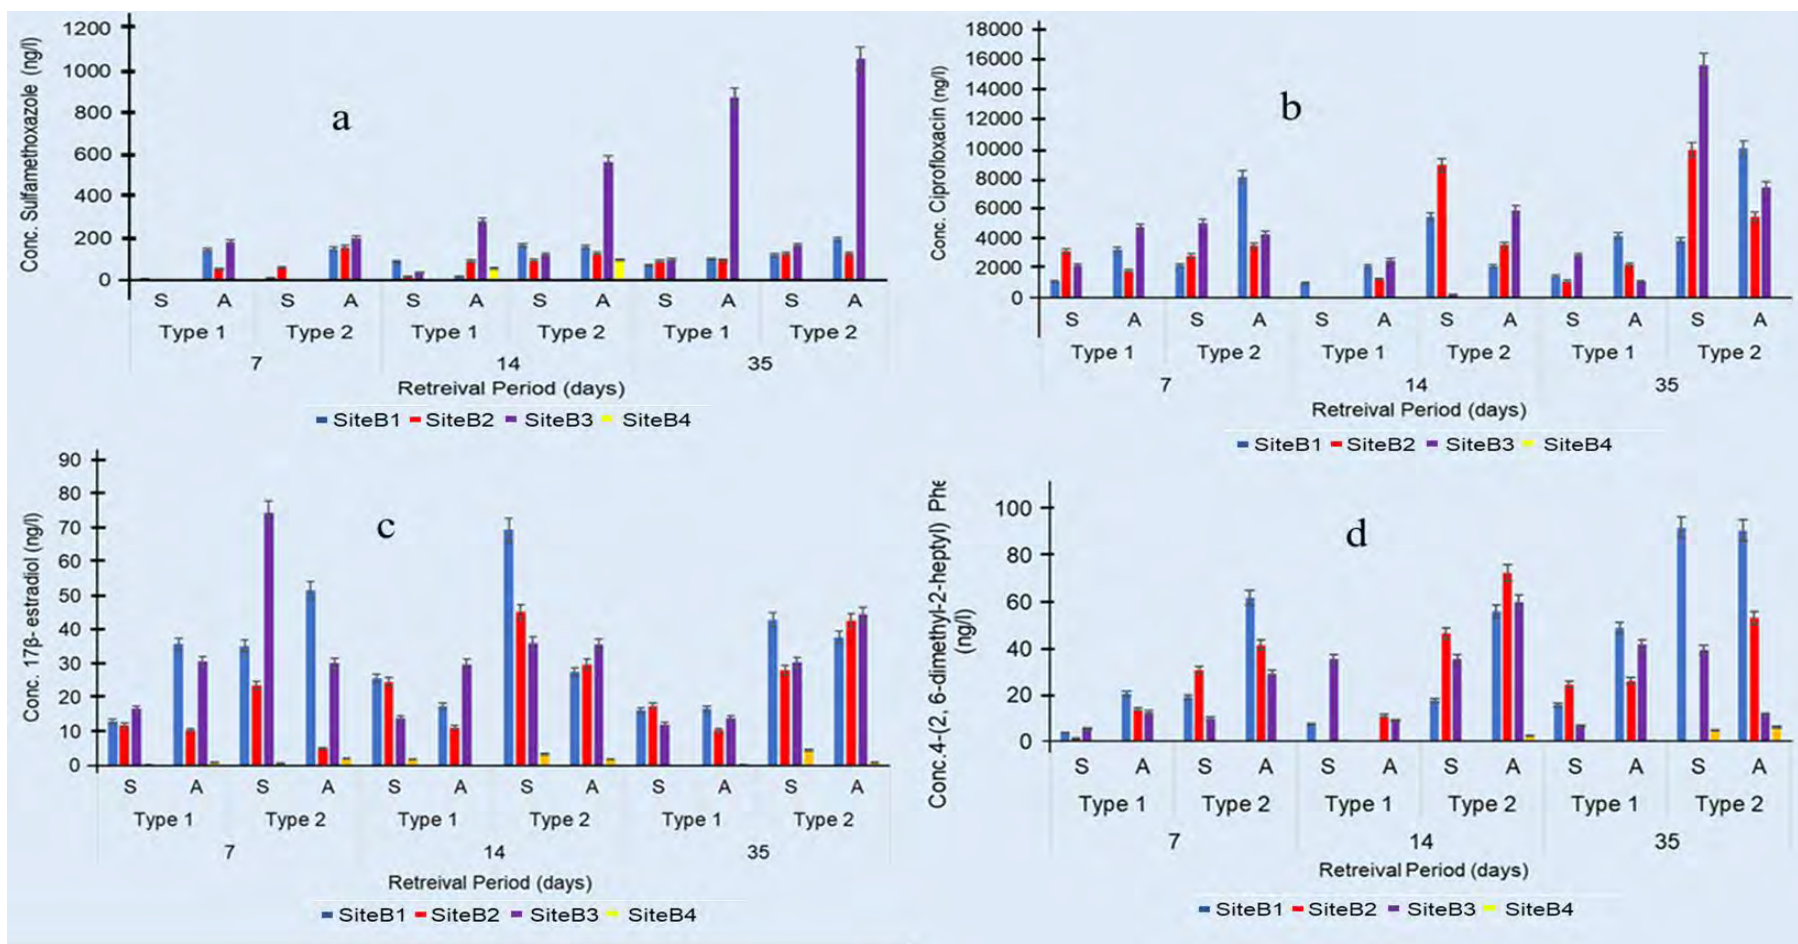 Conc. Sulfamethoxazole (ng/l)
1200
1000
800
600
400
200
0
a
S A S A S A S A S A S A
Type 1 Type 2 Type 1 Type 2 Type 1 Type 2
7 14 35
Retreival Period (days)
SiteB1 SiteB2 SiteB3 SiteB4
Conc. Ciprofloxacin (ng/l)
18000
16000
14000
12000
10000
8000
6000
4000
2000
0
b
S A S A S A S A S A S A
Type 1 Type 2 Type 1 Type 2 Type 1 Type 2
7 14 35
Retreival Period (days)
SiteB1 SiteB2 SiteB3 SiteB4
Conc. 17β- estradiol (ng/l)
90
80
70
60
50
40
30
20
10
0
c
S A S A S A S A S A S A
Type 1 Type 2 Type 1 Type 2 Type 1 Type 2
7 14 35
Retreival Period (days)
SiteB1 SiteB2 SiteB3 SiteB4
Conc.4-(2, 6-dimethyl-2-heptyl) Phe
(ng/l)
100
80
60
40
20
0
d
S A S A S A S A S A S A
Type 1 Type 2 Type 1 Type 2 Type 1 Type 2
7 14 35
Retreival Period (days)
SiteB1 SiteB2 SiteB3 SiteB4